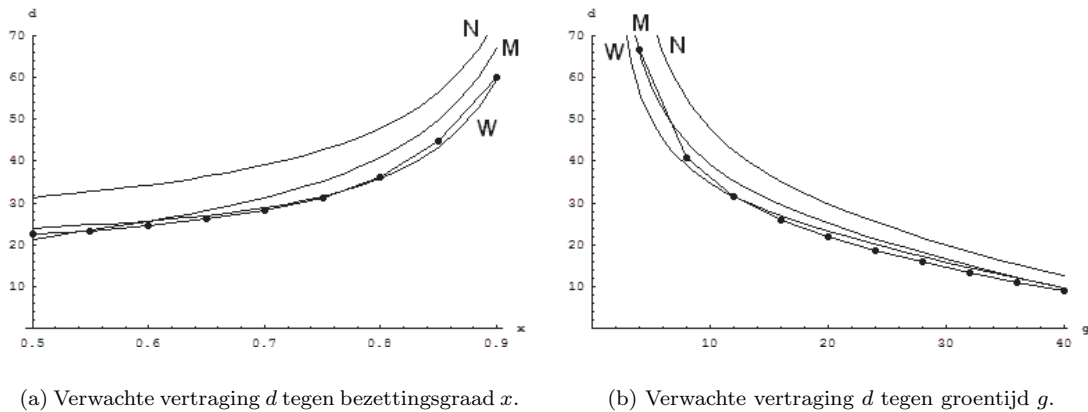 d
70
60
50
40
30
20
10
0.5
0.6
0.7
0.8
0.9
x
N
M
W
d
70
60
50
40
30
20
10
10
20
30
40
g
W
M
N
(a) Verwachte vertraging d tegen bezettingsgraad x.
(b) Verwachte vertraging d tegen groentijd g.